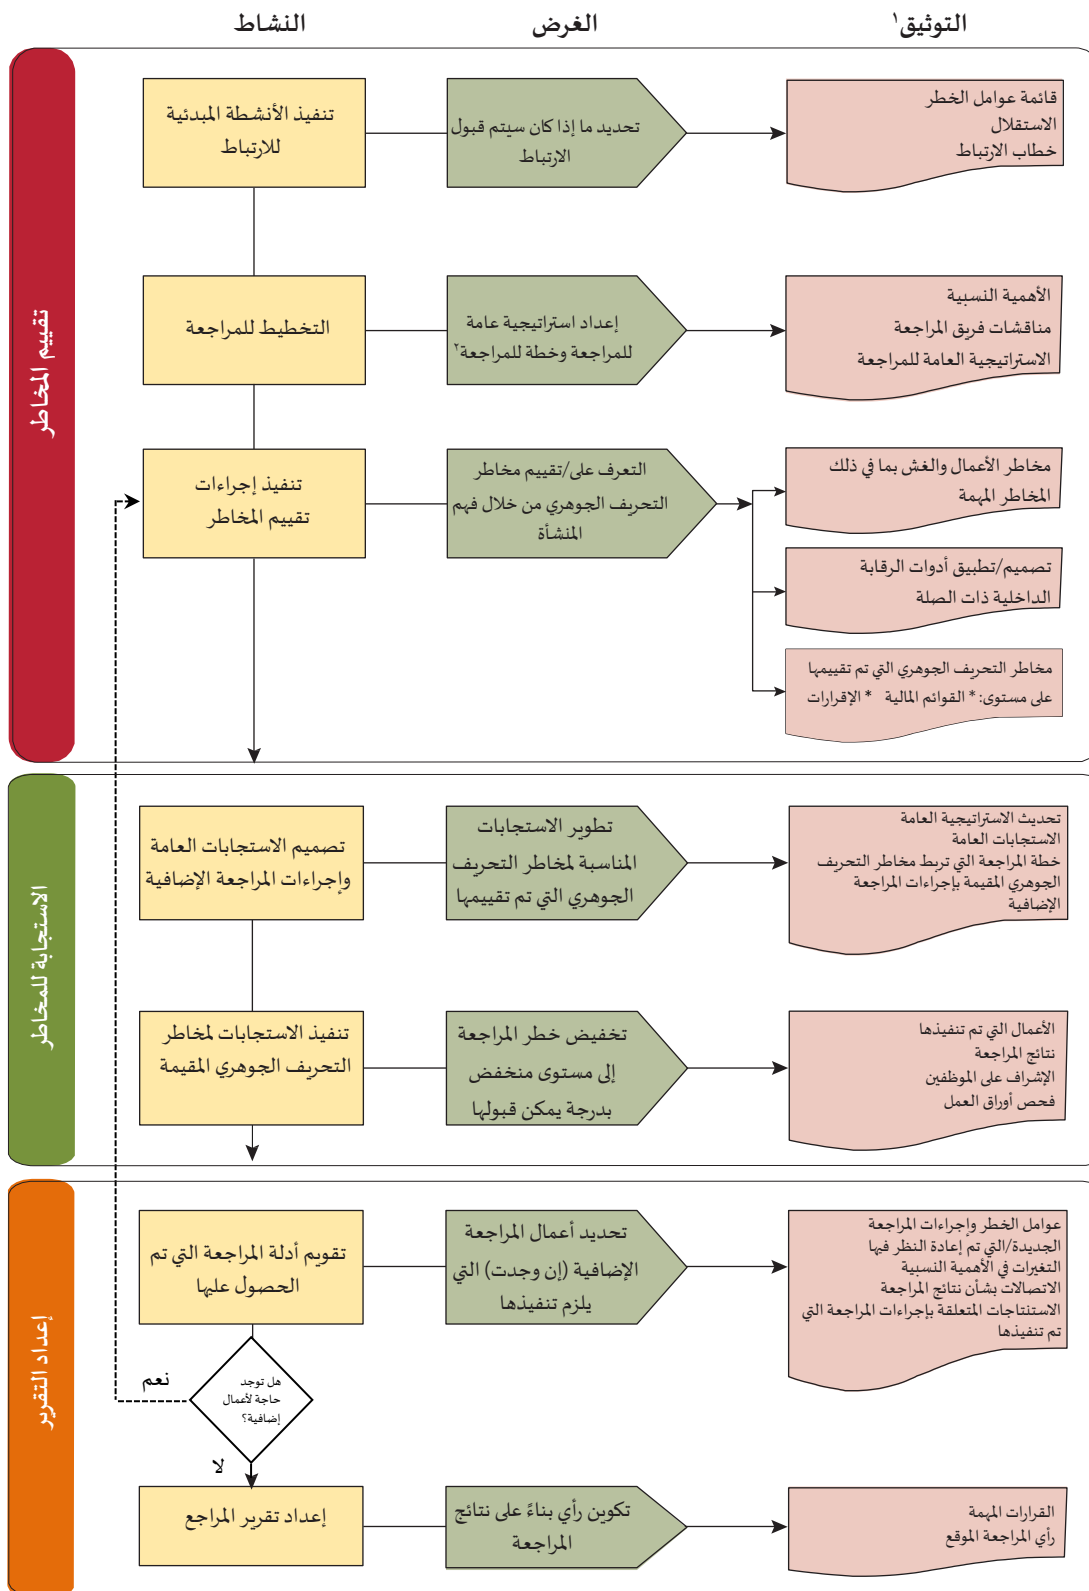 النشاط
الغرض
التوثيق¹
تقييم المخاطر
تنفيذ الأنشطة المبدئية
للارتباط
تحديد ما إذا كان سيتم قبول
الارتباط
قائمة عوامل الخطر
الاستقلال
خطاب الارتباط
التخطيط للمراجعة
إعداد استراتيجية عامة
للمراجعة وخطة للمراجعة٢
الأهمية النسبية
مناقشات فريق المراجعة
الاستراتيجية العامة للمراجعة
تنفيذ إجراءات
تقييم المخاطر
التعرف على/تقييم مخاطر
التحريف الجوهري من خلال فهم
المنشأة
مخاطر الأعمال والغش بما في ذلك
المخاطر المهمة
تصميم/تطبيق أدوات الرقابة
الداخلية ذات الصلة
مخاطر التحريف الجوهري التي تم تقييمها
على مستوى: * القوائم المالية * الإقرارات
الاستجابة للمخاطر
تصميم الاستجابات العامة
وإجراءات المراجعة الإضافية
تطوير الاستجابات
المناسبة لمخاطر التحريف
الجوهري التي تم تقييمها
تحديث الاستراتيجية العامة
الاستجابات العامة
خطة المراجعة التي تربط مخاطر التحريف
الجوهري المقيمة بإجراءات المراجعة
الإضافية
تنفيذ الاستجابات لمخاطر
التحريف الجوهري المقيمة
تخفيض خطر المراجعة
إلى مستوى منخفض
بدرجة يمكن قبولها
الأعمال التي تم تنفيذها
نتائج المراجعة
الإشراف على الموظفين
فحص أوراق العمل
إعداد التقرير
تقويم أدلة المراجعة التي تم
الحصول عليها
تحديد أعمال المراجعة
الإضافية (إن وجدت) التي
يلزم تنفيذها
عوامل الخطر وإجراءات المراجعة
الجديدة/التي تم إعادة النظر فيها
التغيرات في الأهمية النسبية
الاتصالات بشأن نتائج المراجعة
الاستنتاجات المتعلقة بإجراءات المراجعة التي
تم تنفيذها
هل توجد
حاجة لأعمال
إضافية؟
نعم
لا
إعداد تقرير المراجع
تكوين رأي بناءً على نتائج
المراجعة
القرارات المهمة
رأي المراجعة الموقع